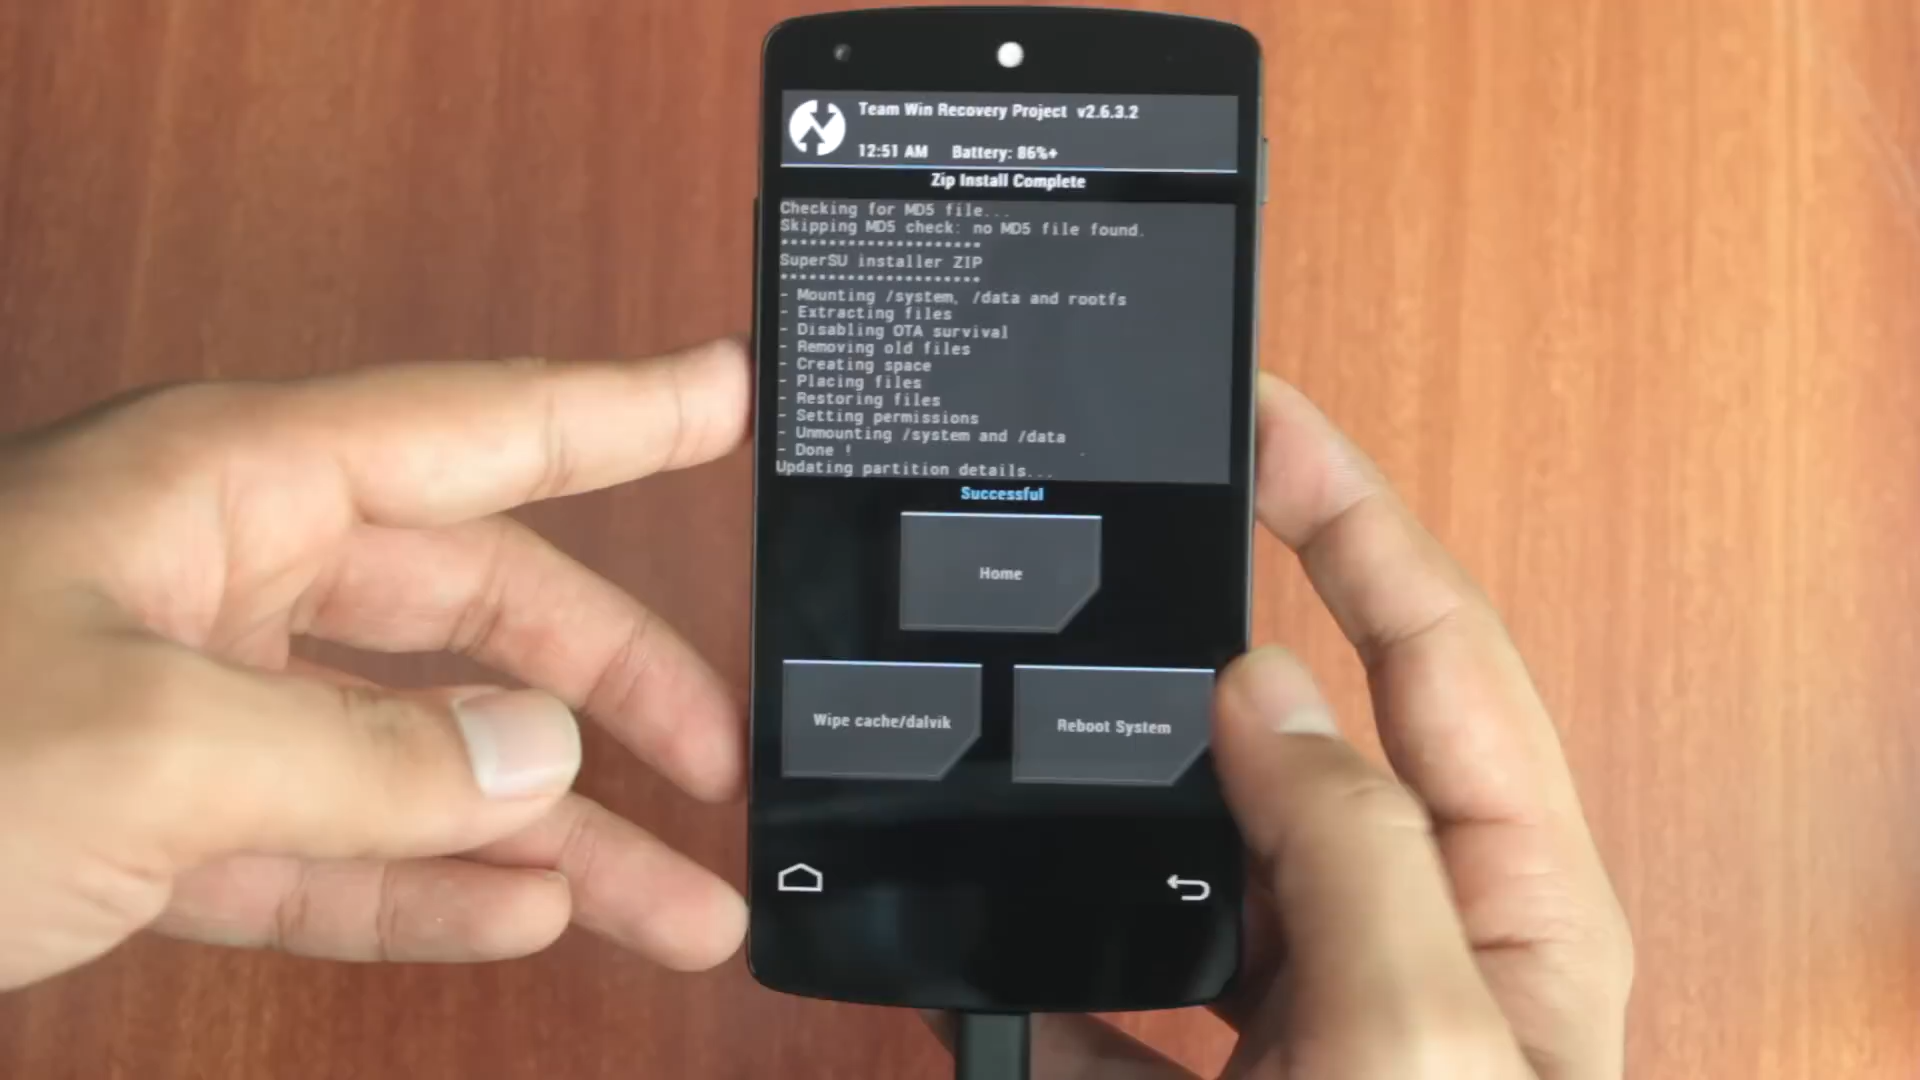 Team Win Recovery Project v2.6.3.2
12:51 AM Battery: 86%+
Zip Install Complete
Checking for MD5 file...
Skipping MD5 check: no MD5 file found.
*********************
SuperSU installer ZIP
*********************
- Mounting /system, /data and rootfs
- Extracting files
- Disabling OTA survival
- Removing old files
- Creating space
- Placing files
- Restoring files
- Setting permissions
- Unmounting /system and /data
- Done !
Updating partition details...
Successful
Home
Wipe cache/dalvik
Reboot System